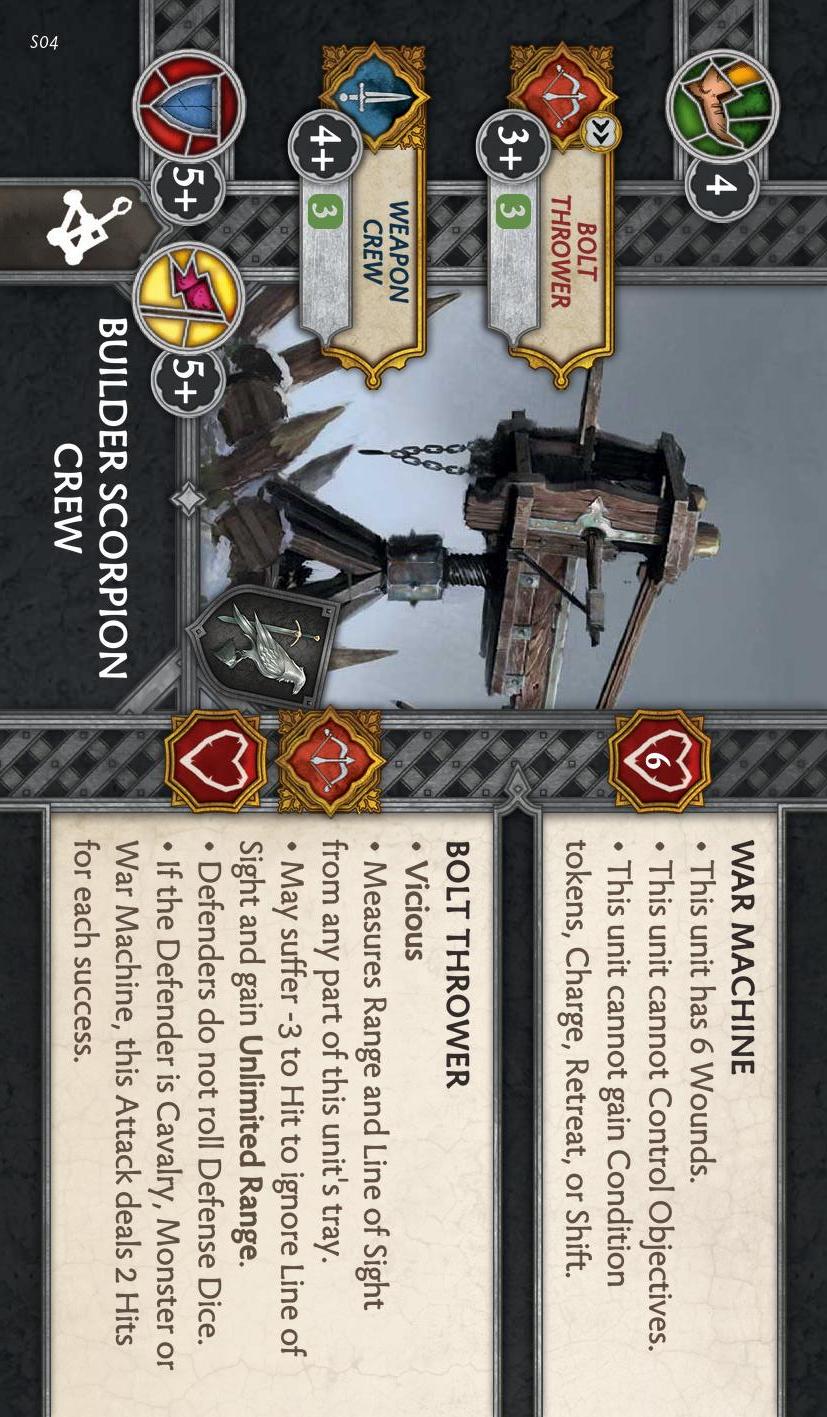 4
BOLT
THROWER
3+
3
WEAPON
CREW
4+
3
5+
5+
BUILDER SCORPION
CREW
6
WAR MACHINE
• This unit has 6 Wounds.
• This unit cannot Control Objectives.
• This unit cannot gain Condition
tokens, Charge, Retreat, or Shift.
BOLT THROWER
• Vicious
• Measures Range and Line of Sight
from any part of this unit's tray.
• May suffer -3 to Hit to ignore Line of
Sight and gain Unlimited Range.
• Defenders do not roll Defense Dice.
• If the Defender is Cavalry, Monster or
War Machine, this Attack deals 2 Hits
for each success.
S04